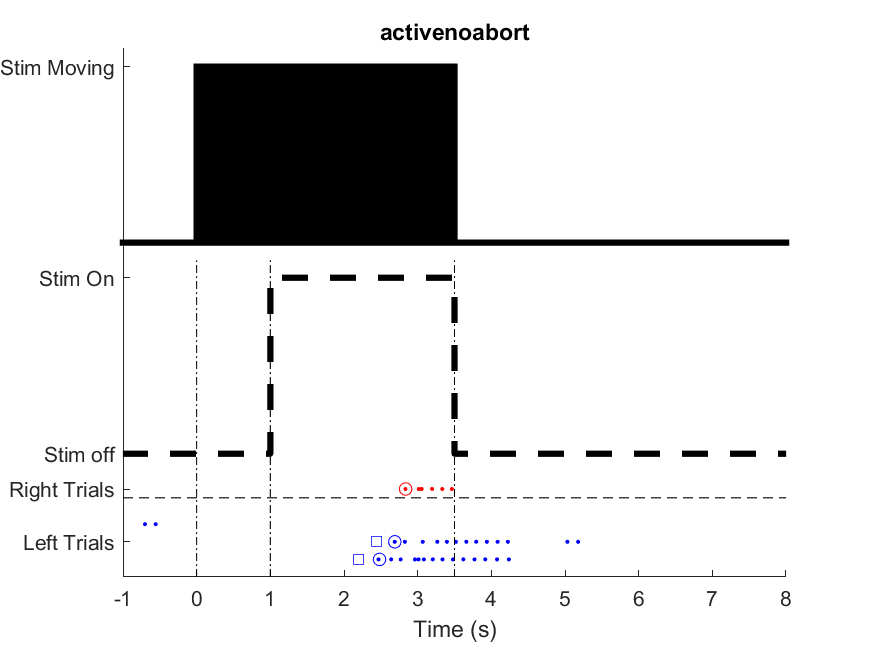 activenoabort
Stim Moving
Stim On
Stim off
Right Trials
Left Trials
-1 0 1 2 3 4 5 6 7 8
Time (s)